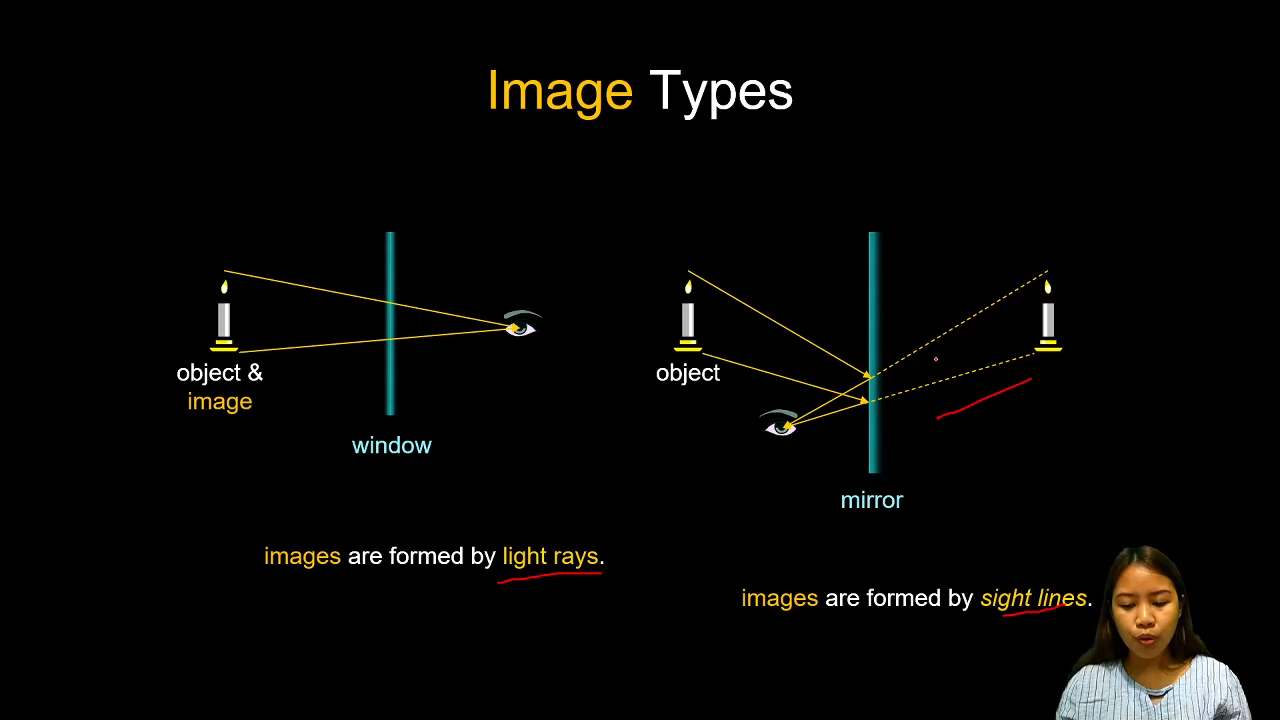 Image Types
object &
image
window
images are formed by light rays.
object
mirror
images are formed by sight lines.